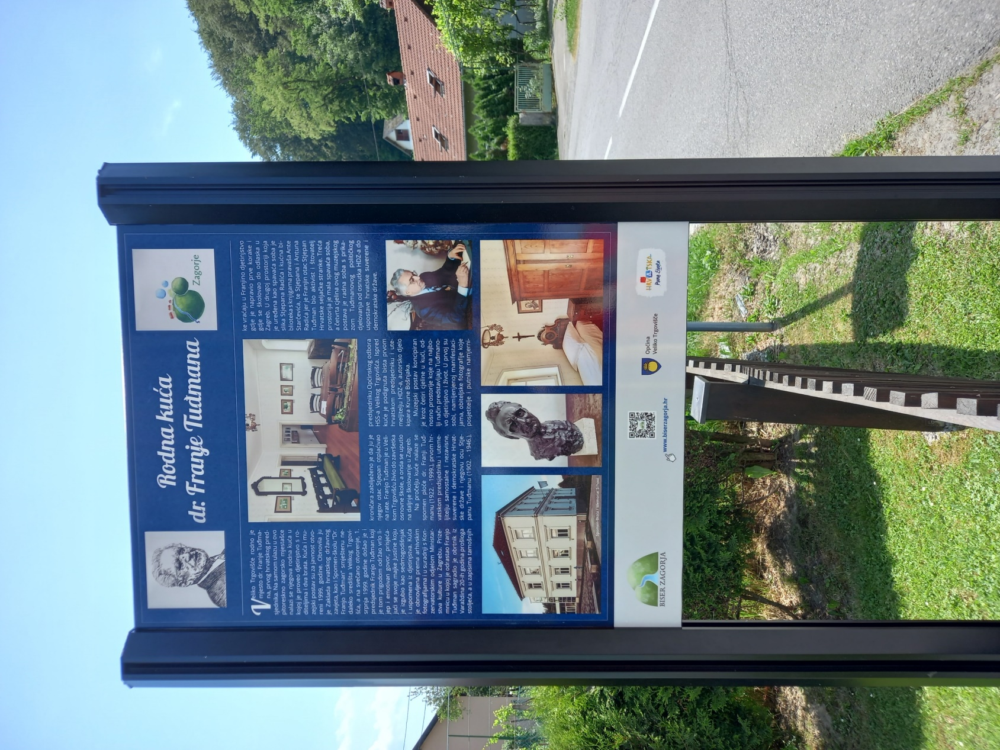 Rodna kuća
dr. Franje Tuđmana
Zagorje
Veliko Trgovišće rodno je
mjesto dr. Franje Tuđma-
na, prvog hrvatskog pred-
sjednika. Na samom ulazu u ovo
pitoreskno zagorsko mjestašce
nalazi se njegova rodna kuća u
kojoj je proveo djetinjstvo s ro-
diteljima i dva brata. Kuća i mu-
zejski postav su za javnost otvo-
reni 1999. godine. Obnovila ju
je Zaklada hrvatskog državnog
zavjeta, kao i Spomen-školu "Dr.
Franjo Tuđman" smještenu ne-
daleko središta Velikog Trgovi-
šća, a na svečano otvorenje, 1.
srpnja 1999. godine došao je i
predsjednik Franjo Tuđman koji
je tom prigodom održao vrlo li-
jep i emotivan govor, prisjeća-
jući se svoje majke Justine koju
je izgubio kao sedmogodišnjak
i uspomena iz djetinjstva. Kuća
je obnovljena prema arhivskim
fotografijama i u suradnji s Kon-
zervatorskim odjelom Ministar-
stva kulture u Zagrebu. Prize-
mnicu u kojoj je odrastao Franjo
Tuđman sagradio je obrtnik iz
Varaždina 20-ih godina prošloga
stoljeća, a u zapisima tamošnjih
kroničara zabilježeno je da ju je
njegov otac Stjepan otplaćivao
na rate. Franjo Tuđman je u Veli-
kom Trgovišću živio do završetka
osnovne škole, a onda se uputio
na daljnje školovanje u Zagreb.
Na pročelju kuće nalaze se
spomen ploče dr. Franji Tuđ-
manu (1922. - 1999.), prvom hr-
vatskom predsjedniku i uteme-
ljitelju samostalne i nezavisne,
suverene i demokratske Hrvat-
ske države i njegovu ocu Stje-
panu Tuđmanu (1902. - 1946.),
predsjedniku Općinskog odbora
HSS-a Velikog Trgovišća. Ispred
kuće je podignuta bista prvom
hrvatskom predsjedniku i ute-
meljitelju HDZ-a, autorsko djelo
kipara Krune Bošnjaka.
Muzejski postav koncipiran
je kroz četiri cjeline u kući, od-
nosno prostorije koje na najbo-
lji način predstavljaju Tuđmano-
vo djetinjstvo i život. U prvoj su
sobi, namijenjenoj manifestaci-
jama, obiteljske fotografije koje
posjetitelje i putnike namjerni-
ke vraćaju u Franjino djetinjstvo
gdje je napravio prve korake i
gdje se školovao do odlaska u
Zagreb. U drugoj prostoriji koja
je uređena kao spavaća soba je
slika Stjepana Radića i kućna bi-
blioteka s knjigama pravaša Ante
Starčevića, te Stjepana i Antuna
Radića jer je Franjin otac Stjepan
Tuđman bio aktivist i štovatelj
Hrvatske seljačke stranke. Treća
prostorija je mala spavaća soba,
a četvrta cjelina ovog muzejskog
postava je radna soba s prika-
zom Tuđmanovog političkog
djelovanja od osnutka HDZ-a do
uspostave hrvatske suverene i
demokratske države.
Spomen-škola / Memorial School
BISER ZAGORJA
www.biserzagorja.hr
Općina
Veliko Trgovišće
HRVATSKA
Puna života